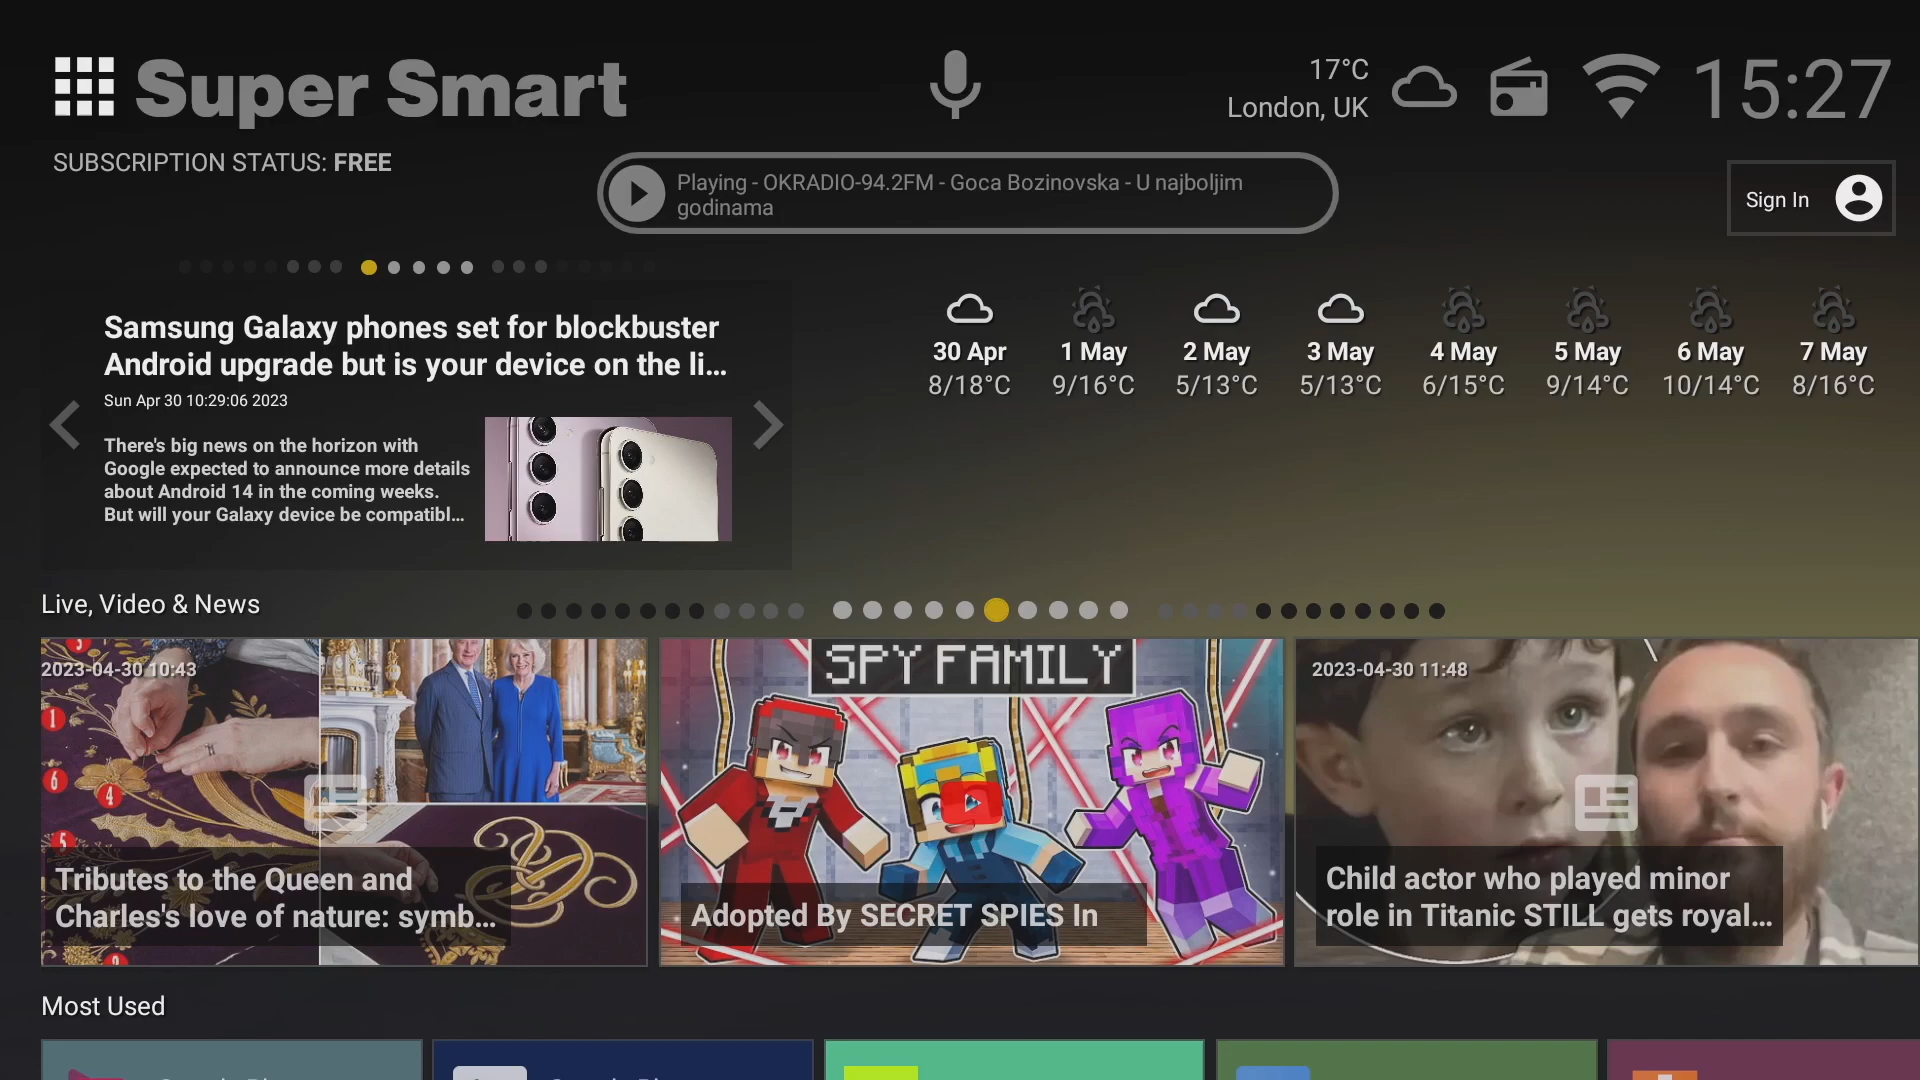 Super Smart
17°C
London, UK
15:27
SUBSCRIPTION STATUS: FREE
Playing - OKRADIO-94.2FM - Goca Bozinovska - U najboljim
godinama
Sign In
Samsung Galaxy phones set for blockbuster
Android upgrade but is your device on the li...
Sun Apr 30 10:29:06 2023
There's big news on the horizon with
Google expected to announce more details
about Android 14 in the coming weeks.
But will your Galaxy device be compatibl...
30 Apr 1 May 2 May 3 May 4 May 5 May 6 May 7 May
8/18°C 9/16°C 5/13°C 5/13°C 6/15°C 9/14°C 10/14°C 8/16°C
Live, Video & News
2023-04-30 10:43
3
1
6
4
5
Tributes to the Queen and
Charles's love of nature: symb...
SPY FAMILY
Adopted By SECRET SPIES In
2023-04-30 11:48
Child actor who played minor
role in Titanic STILL gets royal...
Most Used